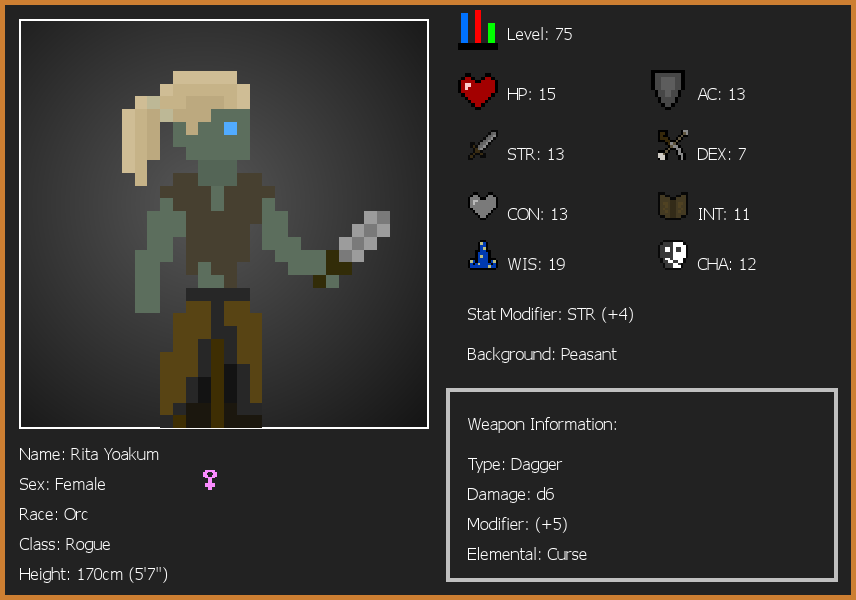 Level: 75
HP: 15
AC: 13
STR: 13
DEX: 7
CON: 13
INT: 11
WIS: 19
CHA: 12
Stat Modifier: STR (+4)
Background: Peasant
Weapon Information:
Type: Dagger
Damage: d6
Modifier: (+5)
Elemental: Curse
Name: Rita Yoakum
Sex: Female
Race: Orc
Class: Rogue
Height: 170cm (5'7")